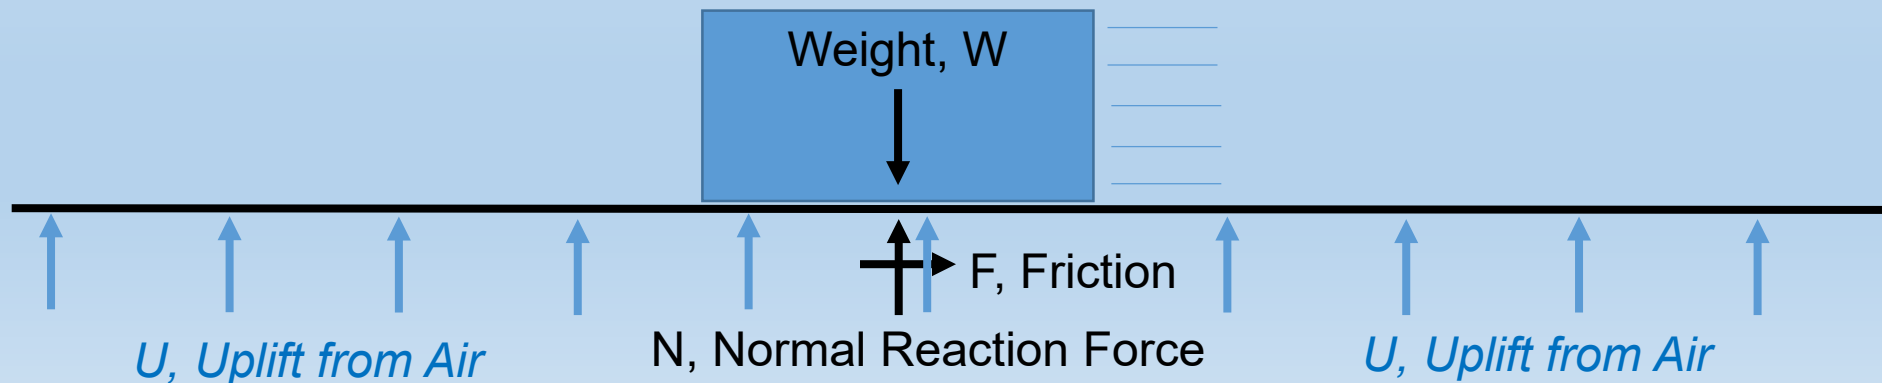 Weight, W
F, Friction
U, Uplift from Air
N, Normal Reaction Force
U, Uplift from Air